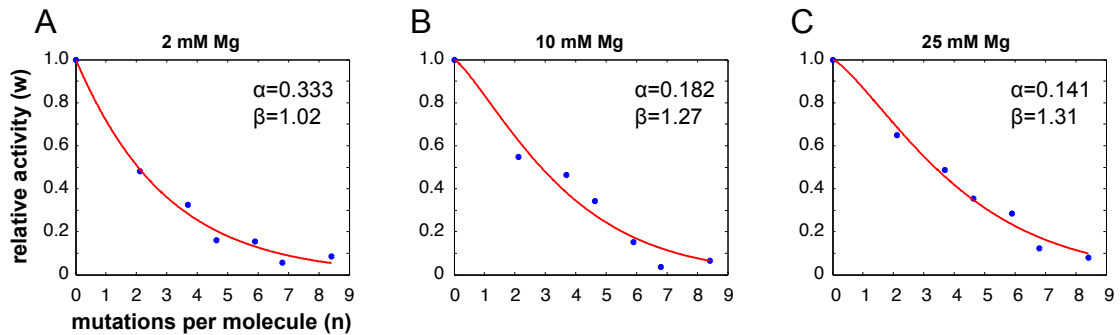 A
2 mM Mg
α=0.333
β=1.02
1.0
0.8
0.6
0.4
0.2
0
0 1 2 3 4 5 6 7 8 9
relative activity (w)
mutations per molecule (n)
B
10 mM Mg
α=0.182
β=1.27
1.0
0.8
0.6
0.4
0.2
0
0 1 2 3 4 5 6 7 8 9
C
25 mM Mg
α=0.141
β=1.31
1.0
0.8
0.6
0.4
0.2
0
0 1 2 3 4 5 6 7 8 9